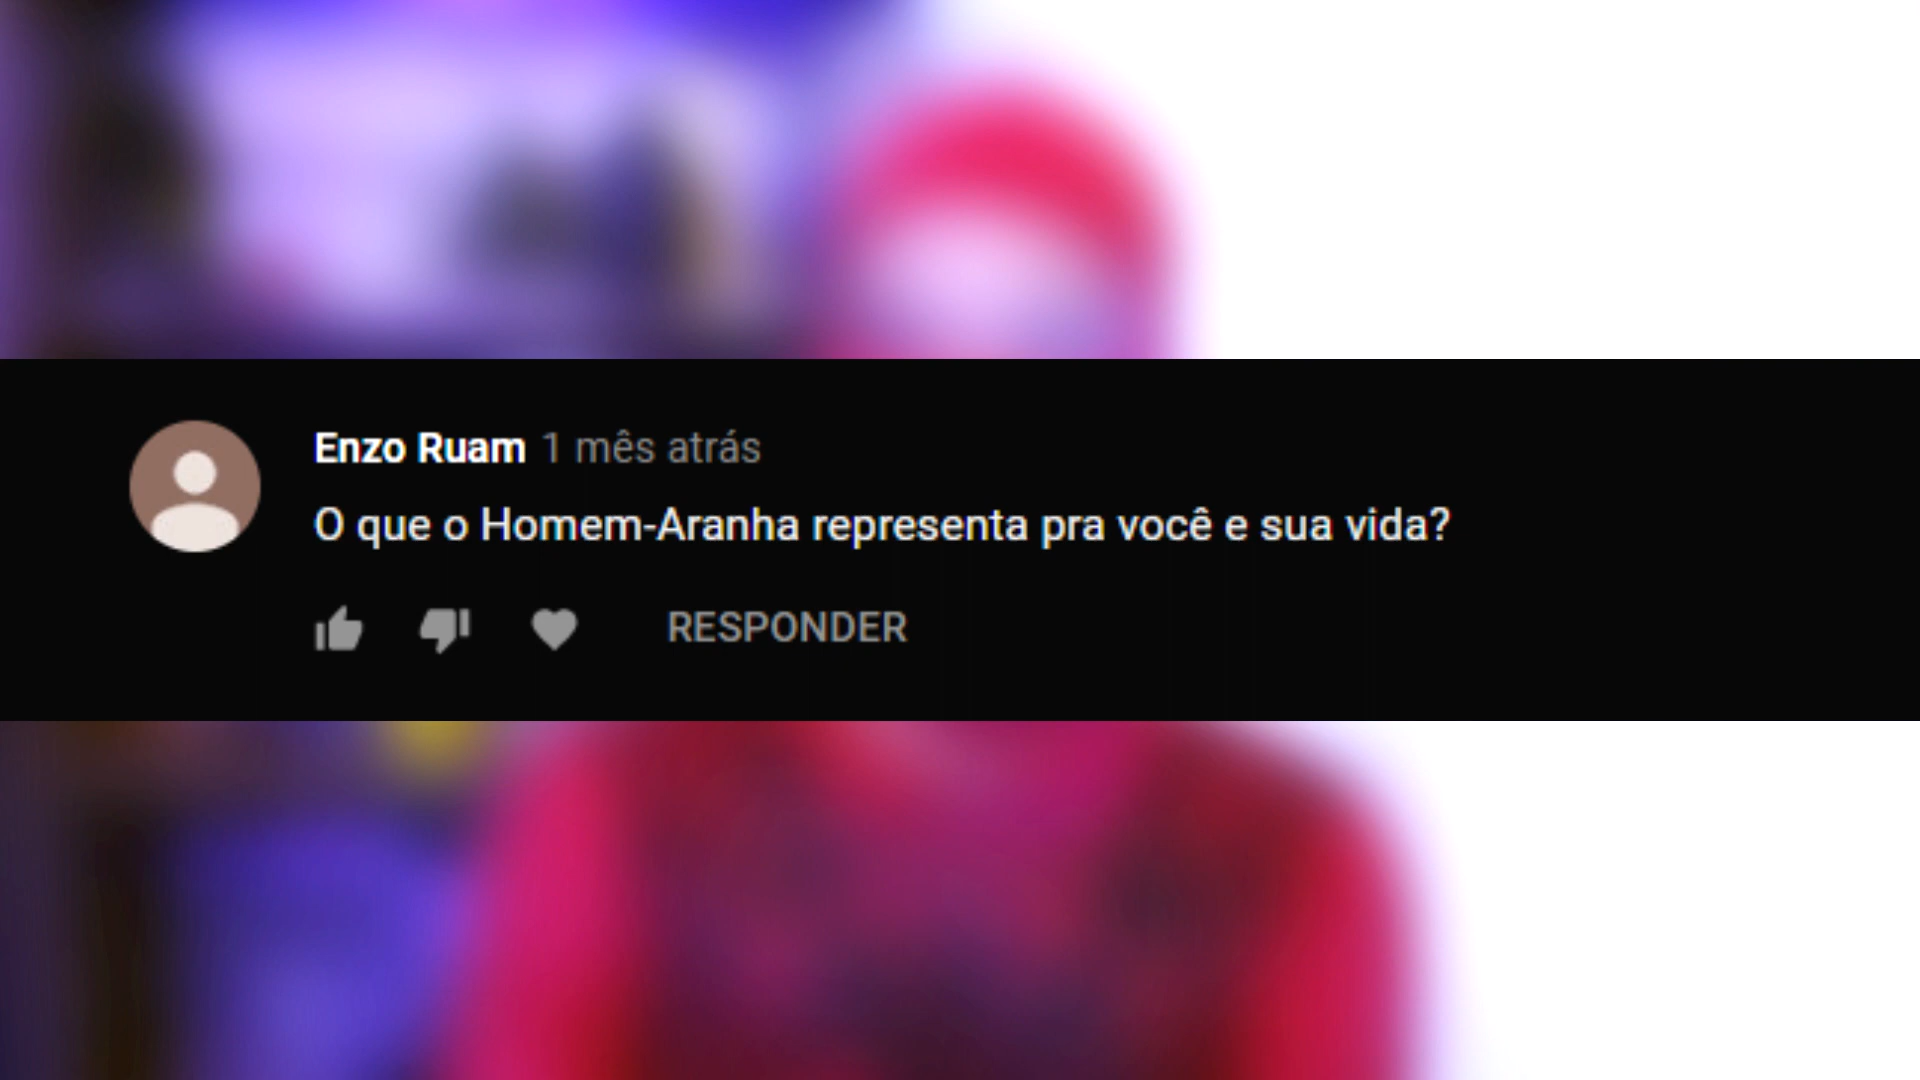 Enzo Ruam 1 mês atrás
O que o Homem-Aranha representa pra você e sua vida?
RESPONDER